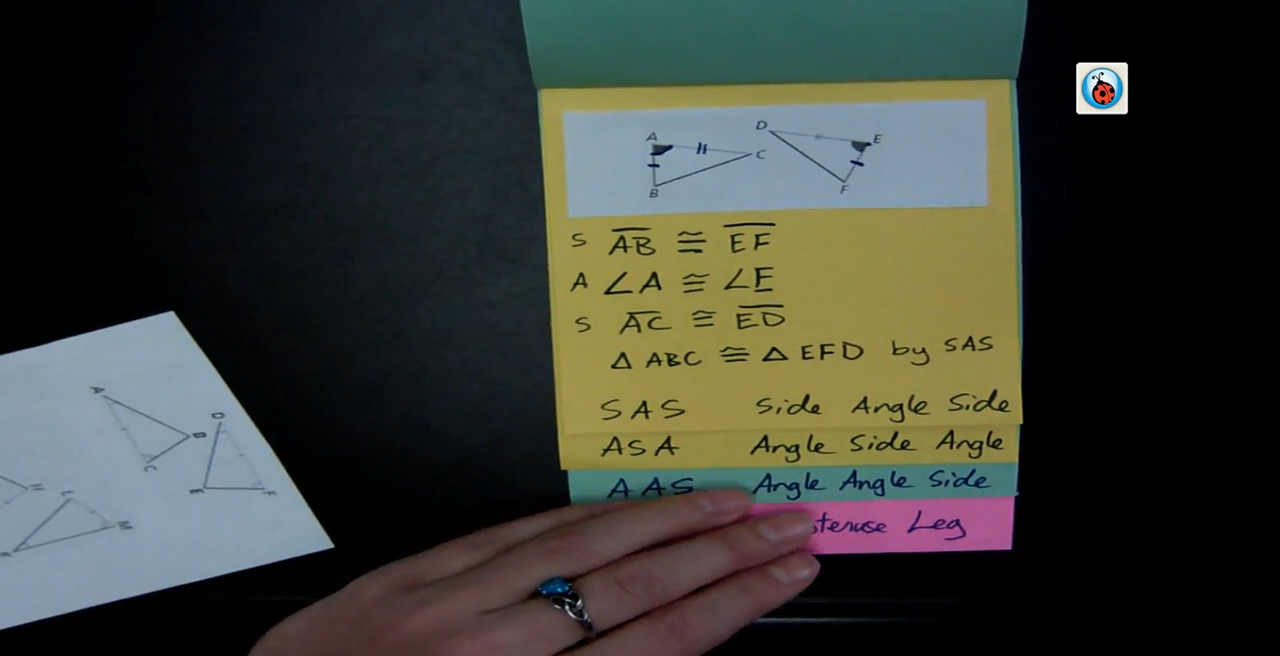 A
C
B
D
E
F
S AB ≅ EF
A ∠A ≅ ∠E
S AC ≅ ED
△ ABC ≅ △ EFD by SAS
SAS Side Angle Side
ASA Angle Side Angle
AAS Angle Angle Side
Leg
A
B
C
D
E
F
H
M